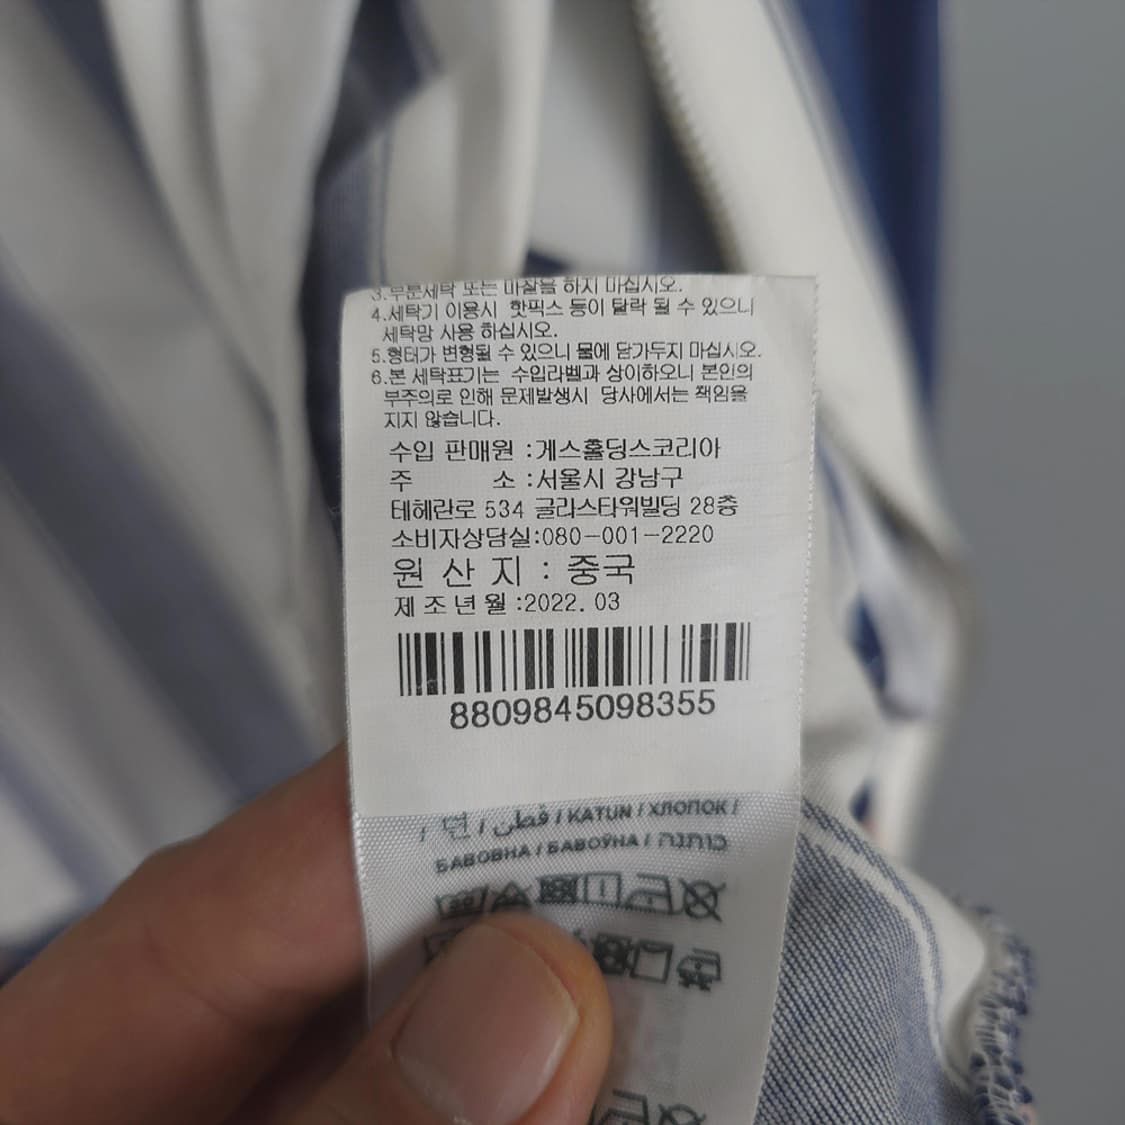 3.부분세탁 또는 마찰을 하지 마십시오.
4.세탁기 이용시 핫픽스 등이 탈락 될 수 있으니
세탁망 사용 하십시오.
5.형태가 변형될 수 있으니 물에 담가두지 마십시오.
6.본 세탁표기는 수입라벨과 상이하오니 본인의
부주의로 인해 문제발생시 당사에서는 책임을
지지 않습니다.
수입 판매원 :게스홀딩스코리아
주 소 :서울시 강남구
테헤란로 534 글라스타워빌딩 28층
소비자상담실:080-001-2220
원 산 지 : 중국
제 조 년 월 :2022. 03
8809845098355
/ 면 / قطن / KATUN / ХЛОПОК /
БАВОВНА / БАВОЎНА / כותנה